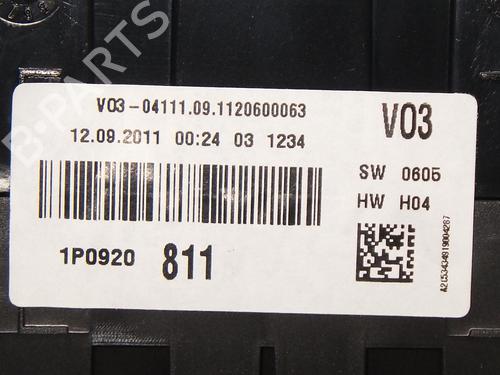 B-PARTS
V03-04111.09.1120600063
12.09.2011 00:24 03 1234
V03
SW 0605
HW H04
1P0920 811
A2C53434919004287